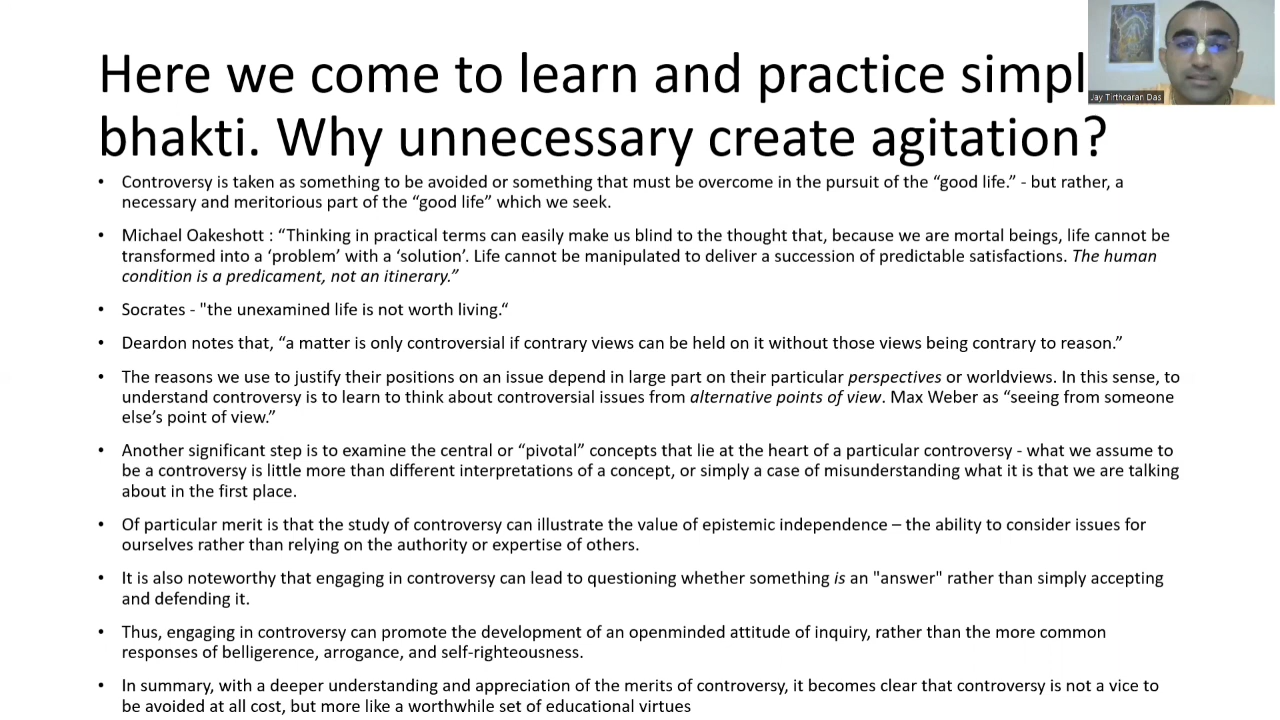 Here we come to learn and practice simpl
bhakti. Why unnecessary create agitation?
Jay Tirthcaran Das
• Controversy is taken as something to be avoided or something that must be overcome in the pursuit of the “good life.” - but rather, a
necessary and meritorious part of the “good life” which we seek.
• Michael Oakeshott : “Thinking in practical terms can easily make us blind to the thought that, because we are mortal beings, life cannot be
transformed into a ‘problem’ with a ‘solution’. Life cannot be manipulated to deliver a succession of predictable satisfactions. The human
condition is a predicament, not an itinerary.”
• Socrates - "the unexamined life is not worth living.“
• Deardon notes that, “a matter is only controversial if contrary views can be held on it without those views being contrary to reason.”
• The reasons we use to justify their positions on an issue depend in large part on their particular perspectives or worldviews. In this sense, to
understand controversy is to learn to think about controversial issues from alternative points of view. Max Weber as “seeing from someone
else’s point of view.”
• Another significant step is to examine the central or “pivotal” concepts that lie at the heart of a particular controversy - what we assume to
be a controversy is little more than different interpretations of a concept, or simply a case of misunderstanding what it is that we are talking
about in the first place.
• Of particular merit is that the study of controversy can illustrate the value of epistemic independence – the ability to consider issues for
ourselves rather than relying on the authority or expertise of others.
• It is also noteworthy that engaging in controversy can lead to questioning whether something is an "answer" rather than simply accepting
and defending it.
• Thus, engaging in controversy can promote the development of an openminded attitude of inquiry, rather than the more common
responses of belligerence, arrogance, and self-righteousness.
• In summary, with a deeper understanding and appreciation of the merits of controversy, it becomes clear that controversy is not a vice to
be avoided at all cost, but more like a worthwhile set of educational virtues